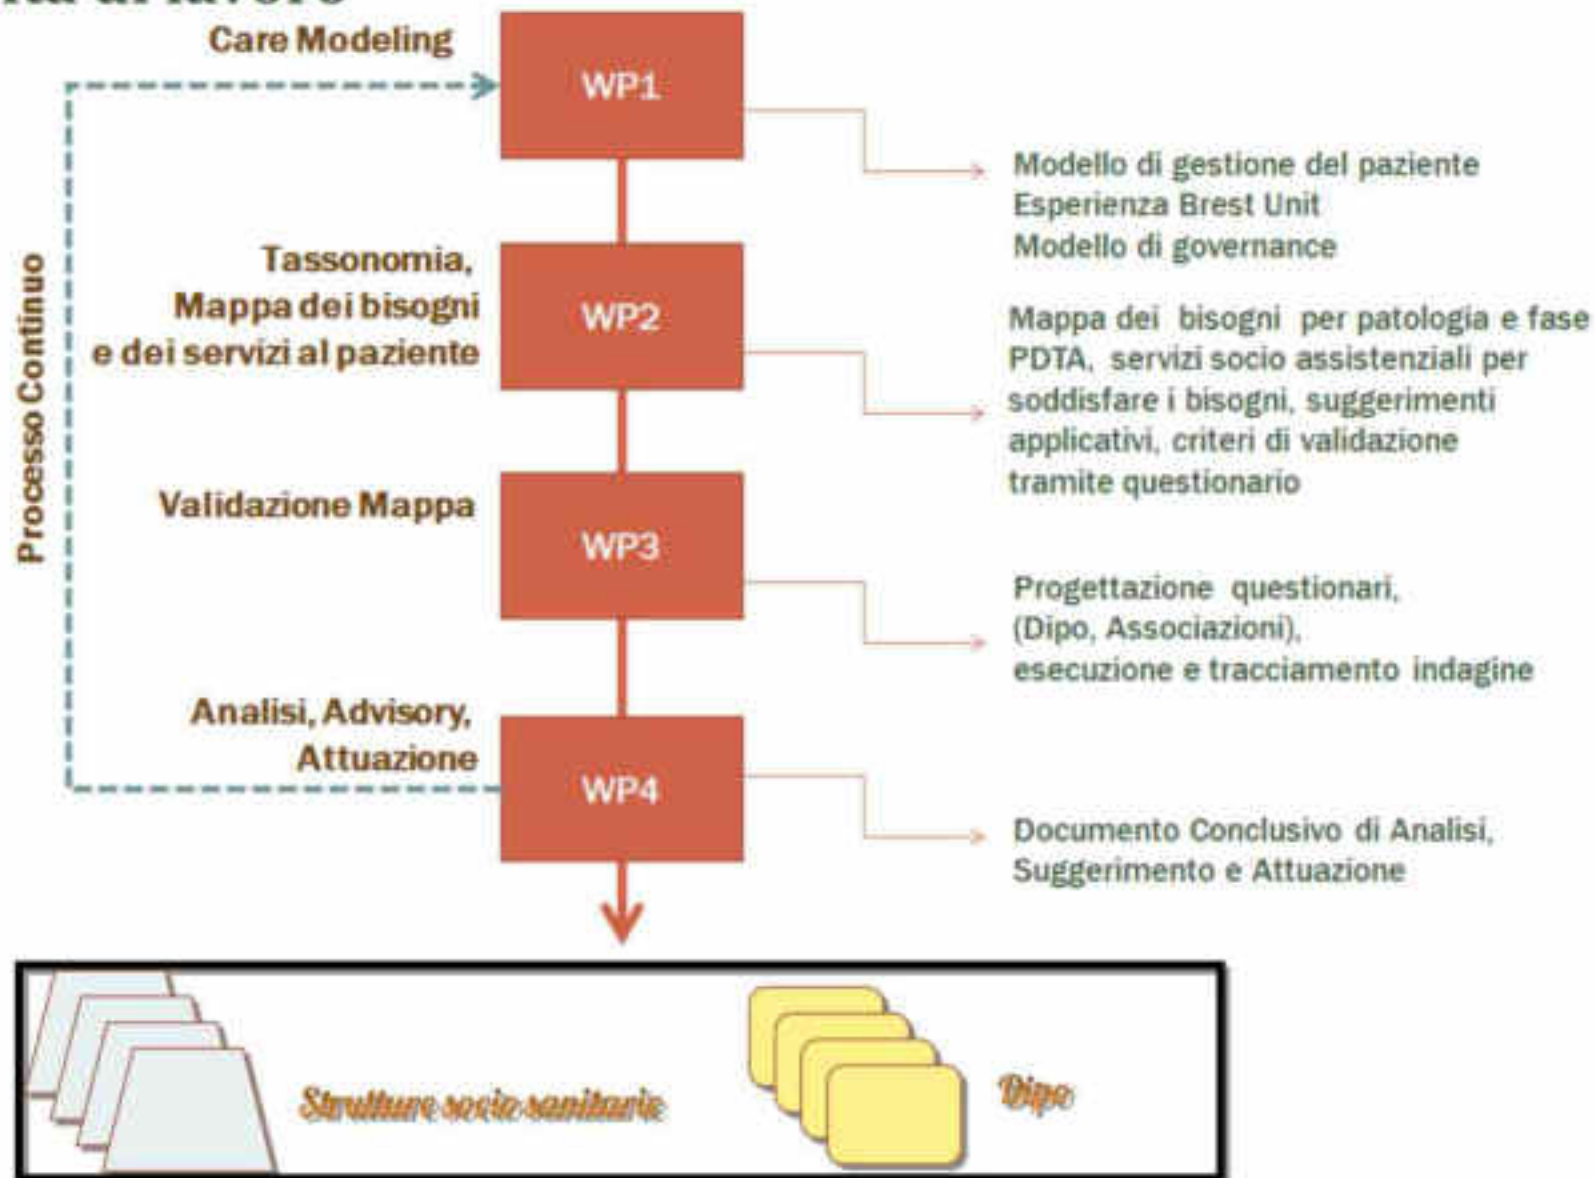 di lavoro
Care Modeling
WP1
Modello di gestione del paziente
Esperienza Brest Unit
Modello di governance
Processo Continuo
Tassonomia,
Mappa dei bisogni
e dei servizi al paziente
WP2
Mappa dei bisogni per patologia e fase
PDTA, servizi socio assistenziali per
soddisfare i bisogni, suggerimenti
applicativi, criteri di validazione
tramite questionario
Validazione Mappa
WP3
Progettazione questionari,
(Dipo, Associazioni),
esecuzione e tracciamento indagine
Analisi, Advisory,
Attuazione
WP4
Documento Conclusivo di Analisi,
Suggerimento e Attuazione
Strutture socio sanitarie
Dipo